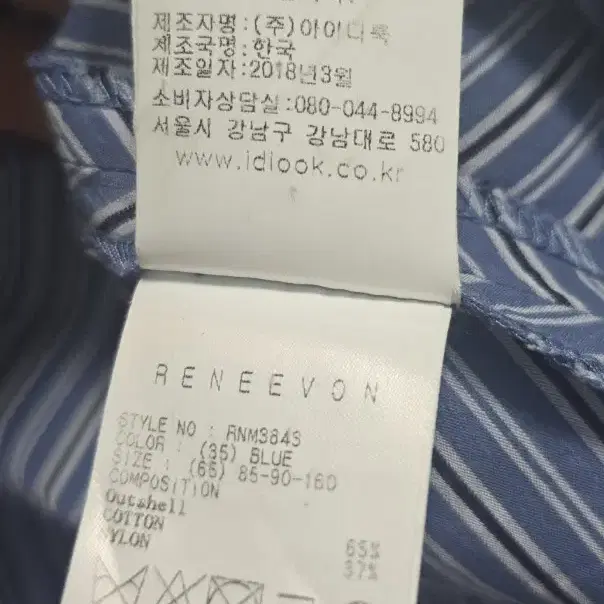 제조자명:(주)아이디룩
제조국명:한국
제조일자:2018년3월
소비자상담실:080-044-8994
서울시 강남구 강남대로 580
www.idlook.co.kr
RENEEVON
STYLE NO : RNM3843
COLOR : (35) BLUE
SIZE : (66) 85-90-160
COMPOSITION
Outshell
COTTON 63%
NYLON 37%